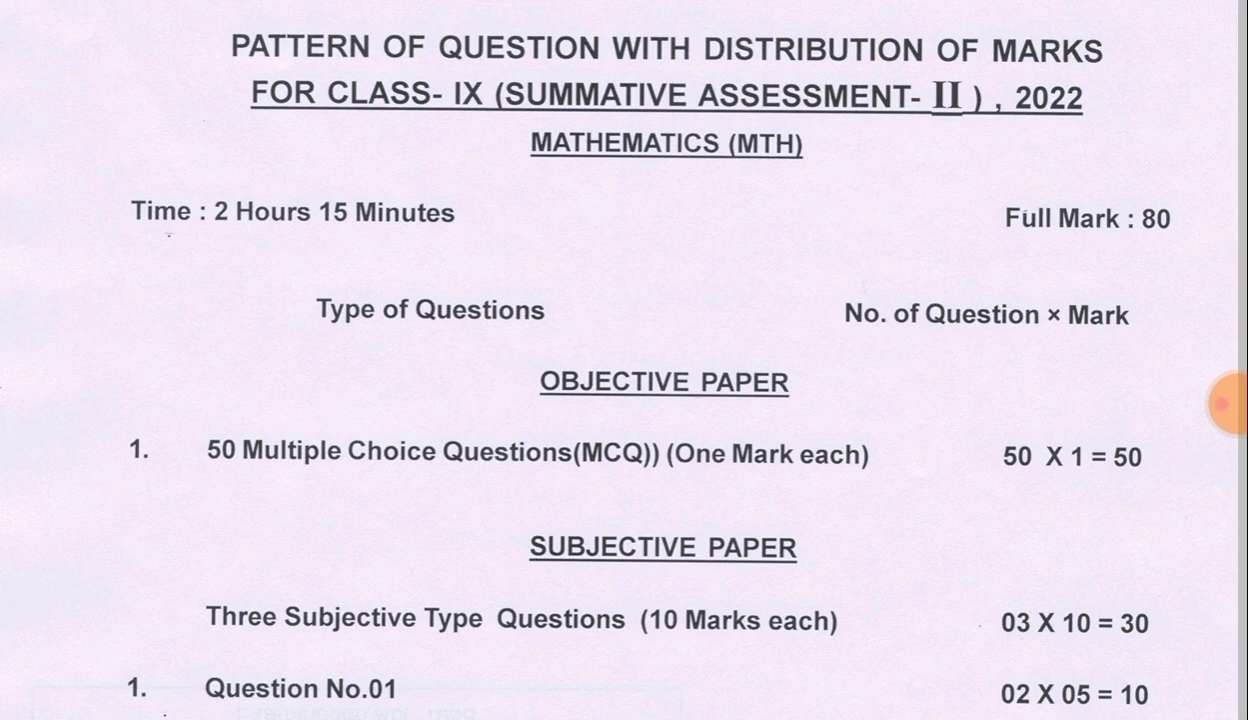 PATTERN OF QUESTION WITH DISTRIBUTION OF MARKS
FOR CLASS- IX (SUMMATIVE ASSESSMENT- II ) , 2022
MATHEMATICS (MTH)
Time : 2 Hours 15 Minutes Full Mark : 80
Type of Questions No. of Question × Mark
OBJECTIVE PAPER
1. 50 Multiple Choice Questions(MCQ)) (One Mark each) 50 X 1 = 50
SUBJECTIVE PAPER
Three Subjective Type Questions (10 Marks each) 03 X 10 = 30
1. Question No.01 02 X 05 = 10